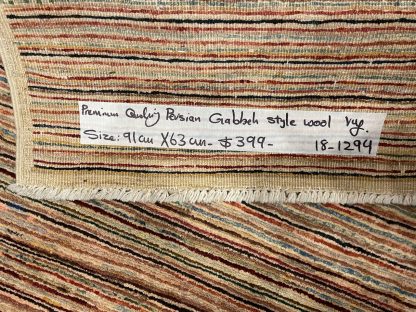 Premium Quality Persian Gabbeh style wool rug.
Size: 91cm X63cm - $399-
18-1294